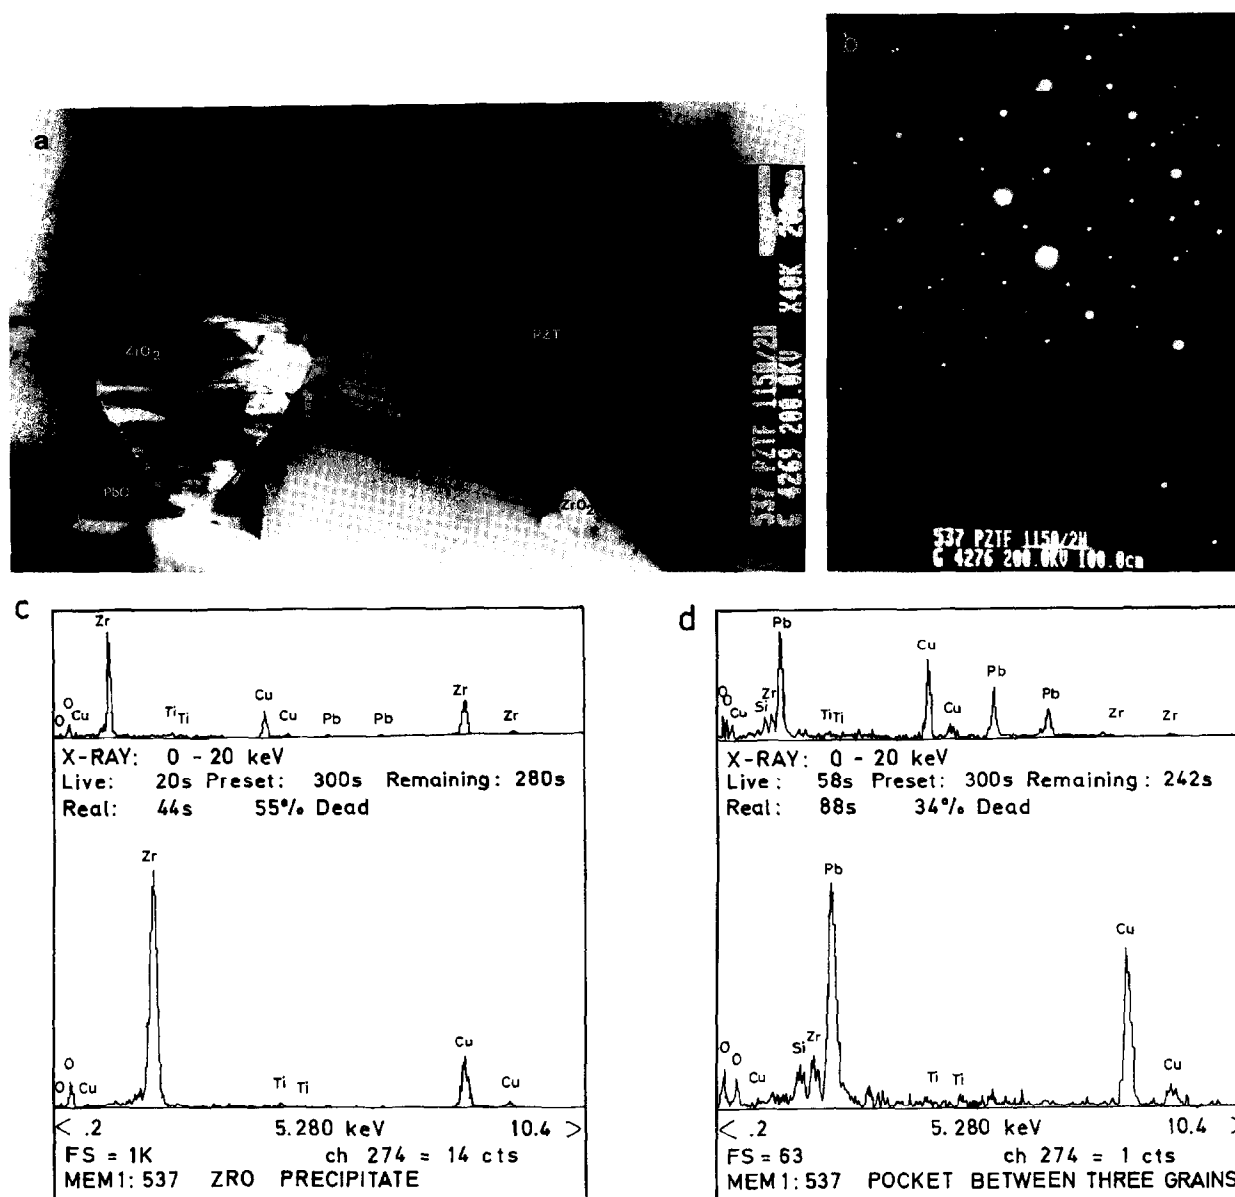 a
ZrO2
PZT
PbO
ZrO2
537 PZTF 1150/2H
C 4269 200.0KV X40K 200nm
b
537 PZTF 1150/2H
C 4276 200.0KV 100.0cm
c
Zr
O O Cu Ti Ti Cu Cu Pb Pb Zr Zr
X-RAY: 0 - 20 keV
Live: 20s Preset: 300s Remaining: 280s
Real: 44s 55% Dead
Zr
O O Cu Ti Ti Cu Cu
< .2 5.280 keV 10.4 >
FS = 1K ch 274 = 14 cts
MEM1: 537 ZRO PRECIPITATE
d
Pb
O O Cu Si Zr Ti Ti Cu Cu Pb Pb Zr Zr
X-RAY: 0 - 20 keV
Live: 58s Preset: 300s Remaining: 242s
Real: 88s 34% Dead
Pb
O O Cu Si Zr Ti Ti Cu Cu
< .2 5.280 keV 10.4 >
FS = 63 ch 274 = 1 cts
MEM1: 537 POCKET BETWEEN THREE GRAINS